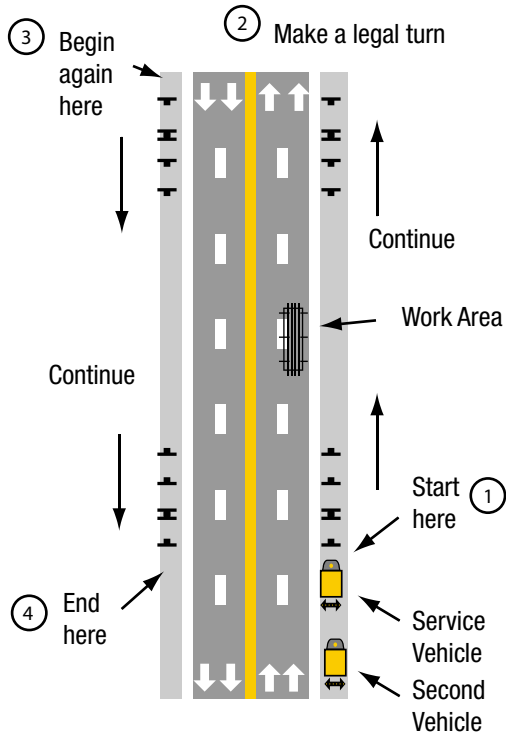 3 Begin
again
here
2 Make a legal turn
Continue
Work Area
Continue
Start 1
here
4 End
here
Service
Vehicle
Second
Vehicle